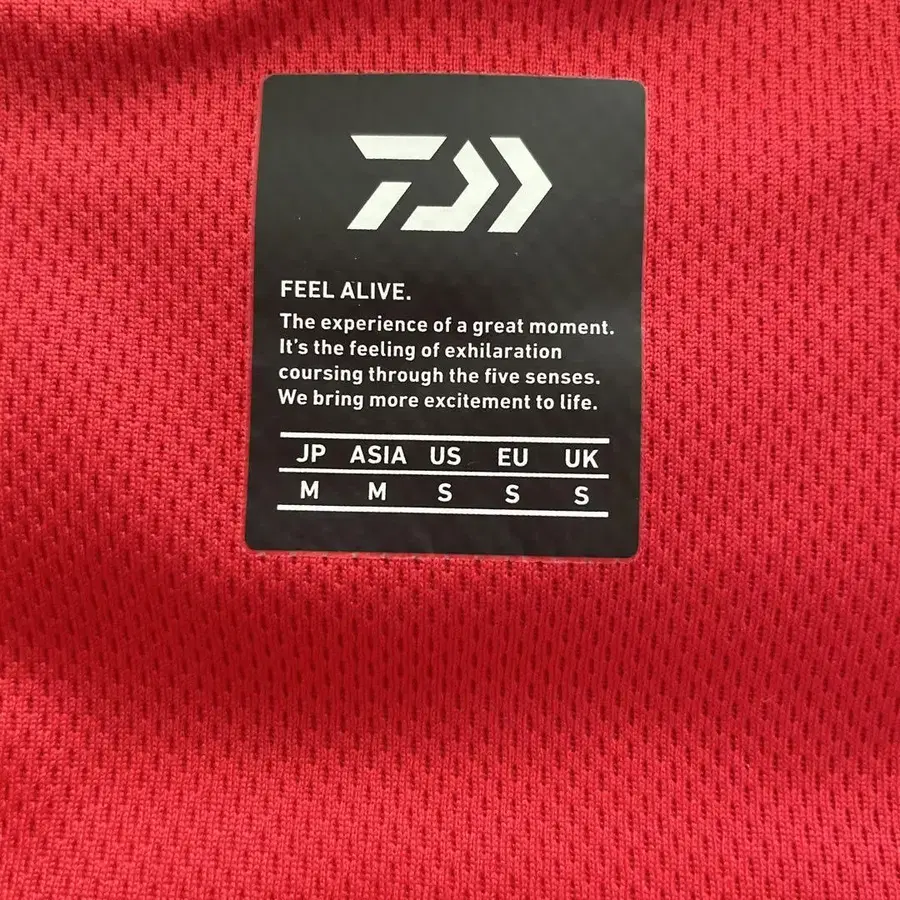 FEEL ALIVE.
The experience of a great moment.
It's the feeling of exhilaration
coursing through the five senses.
We bring more excitement to life.
JP ASIA US EU UK
M M S S S